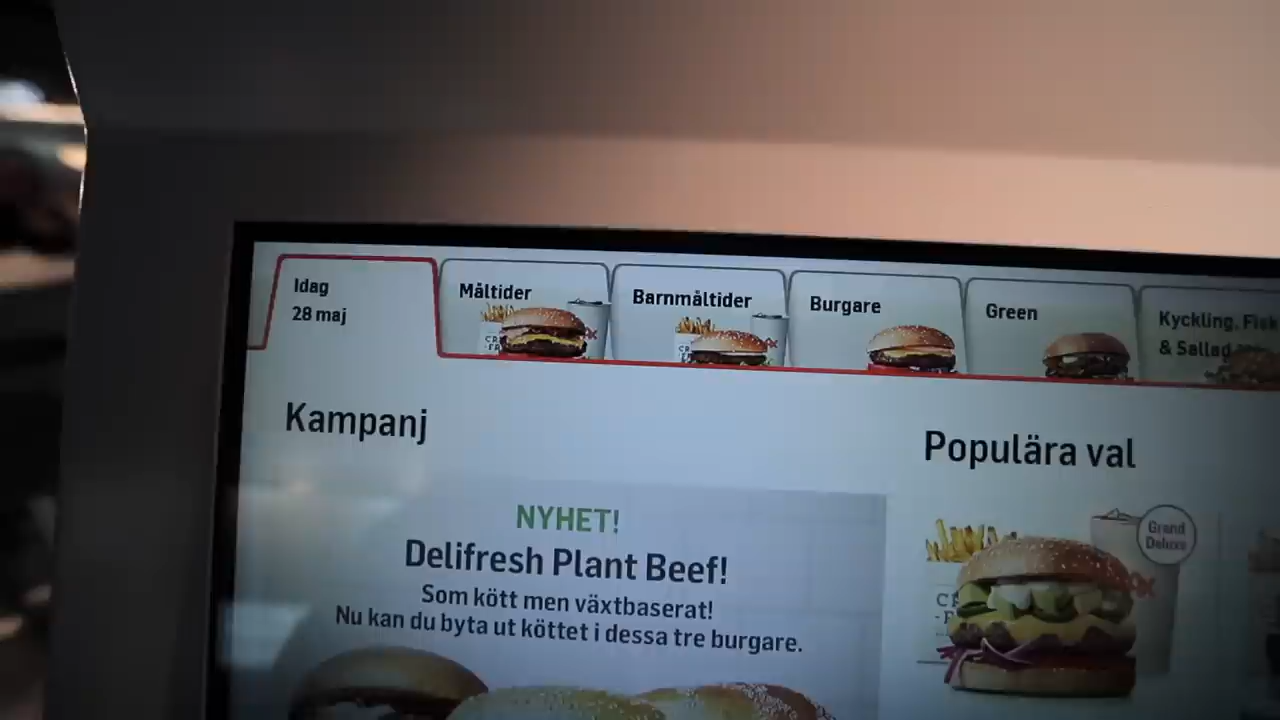 Idag
28 maj
Måltider
Barnmåltider
Burgare
Green
Kyckling, Fisk
& Sallad
Kampanj
Populära val
NYHET!
Delifresh Plant Beef!
Som kött men växtbaserat!
Nu kan du byta ut köttet i dessa tre burgare.
Grand
Deluxe